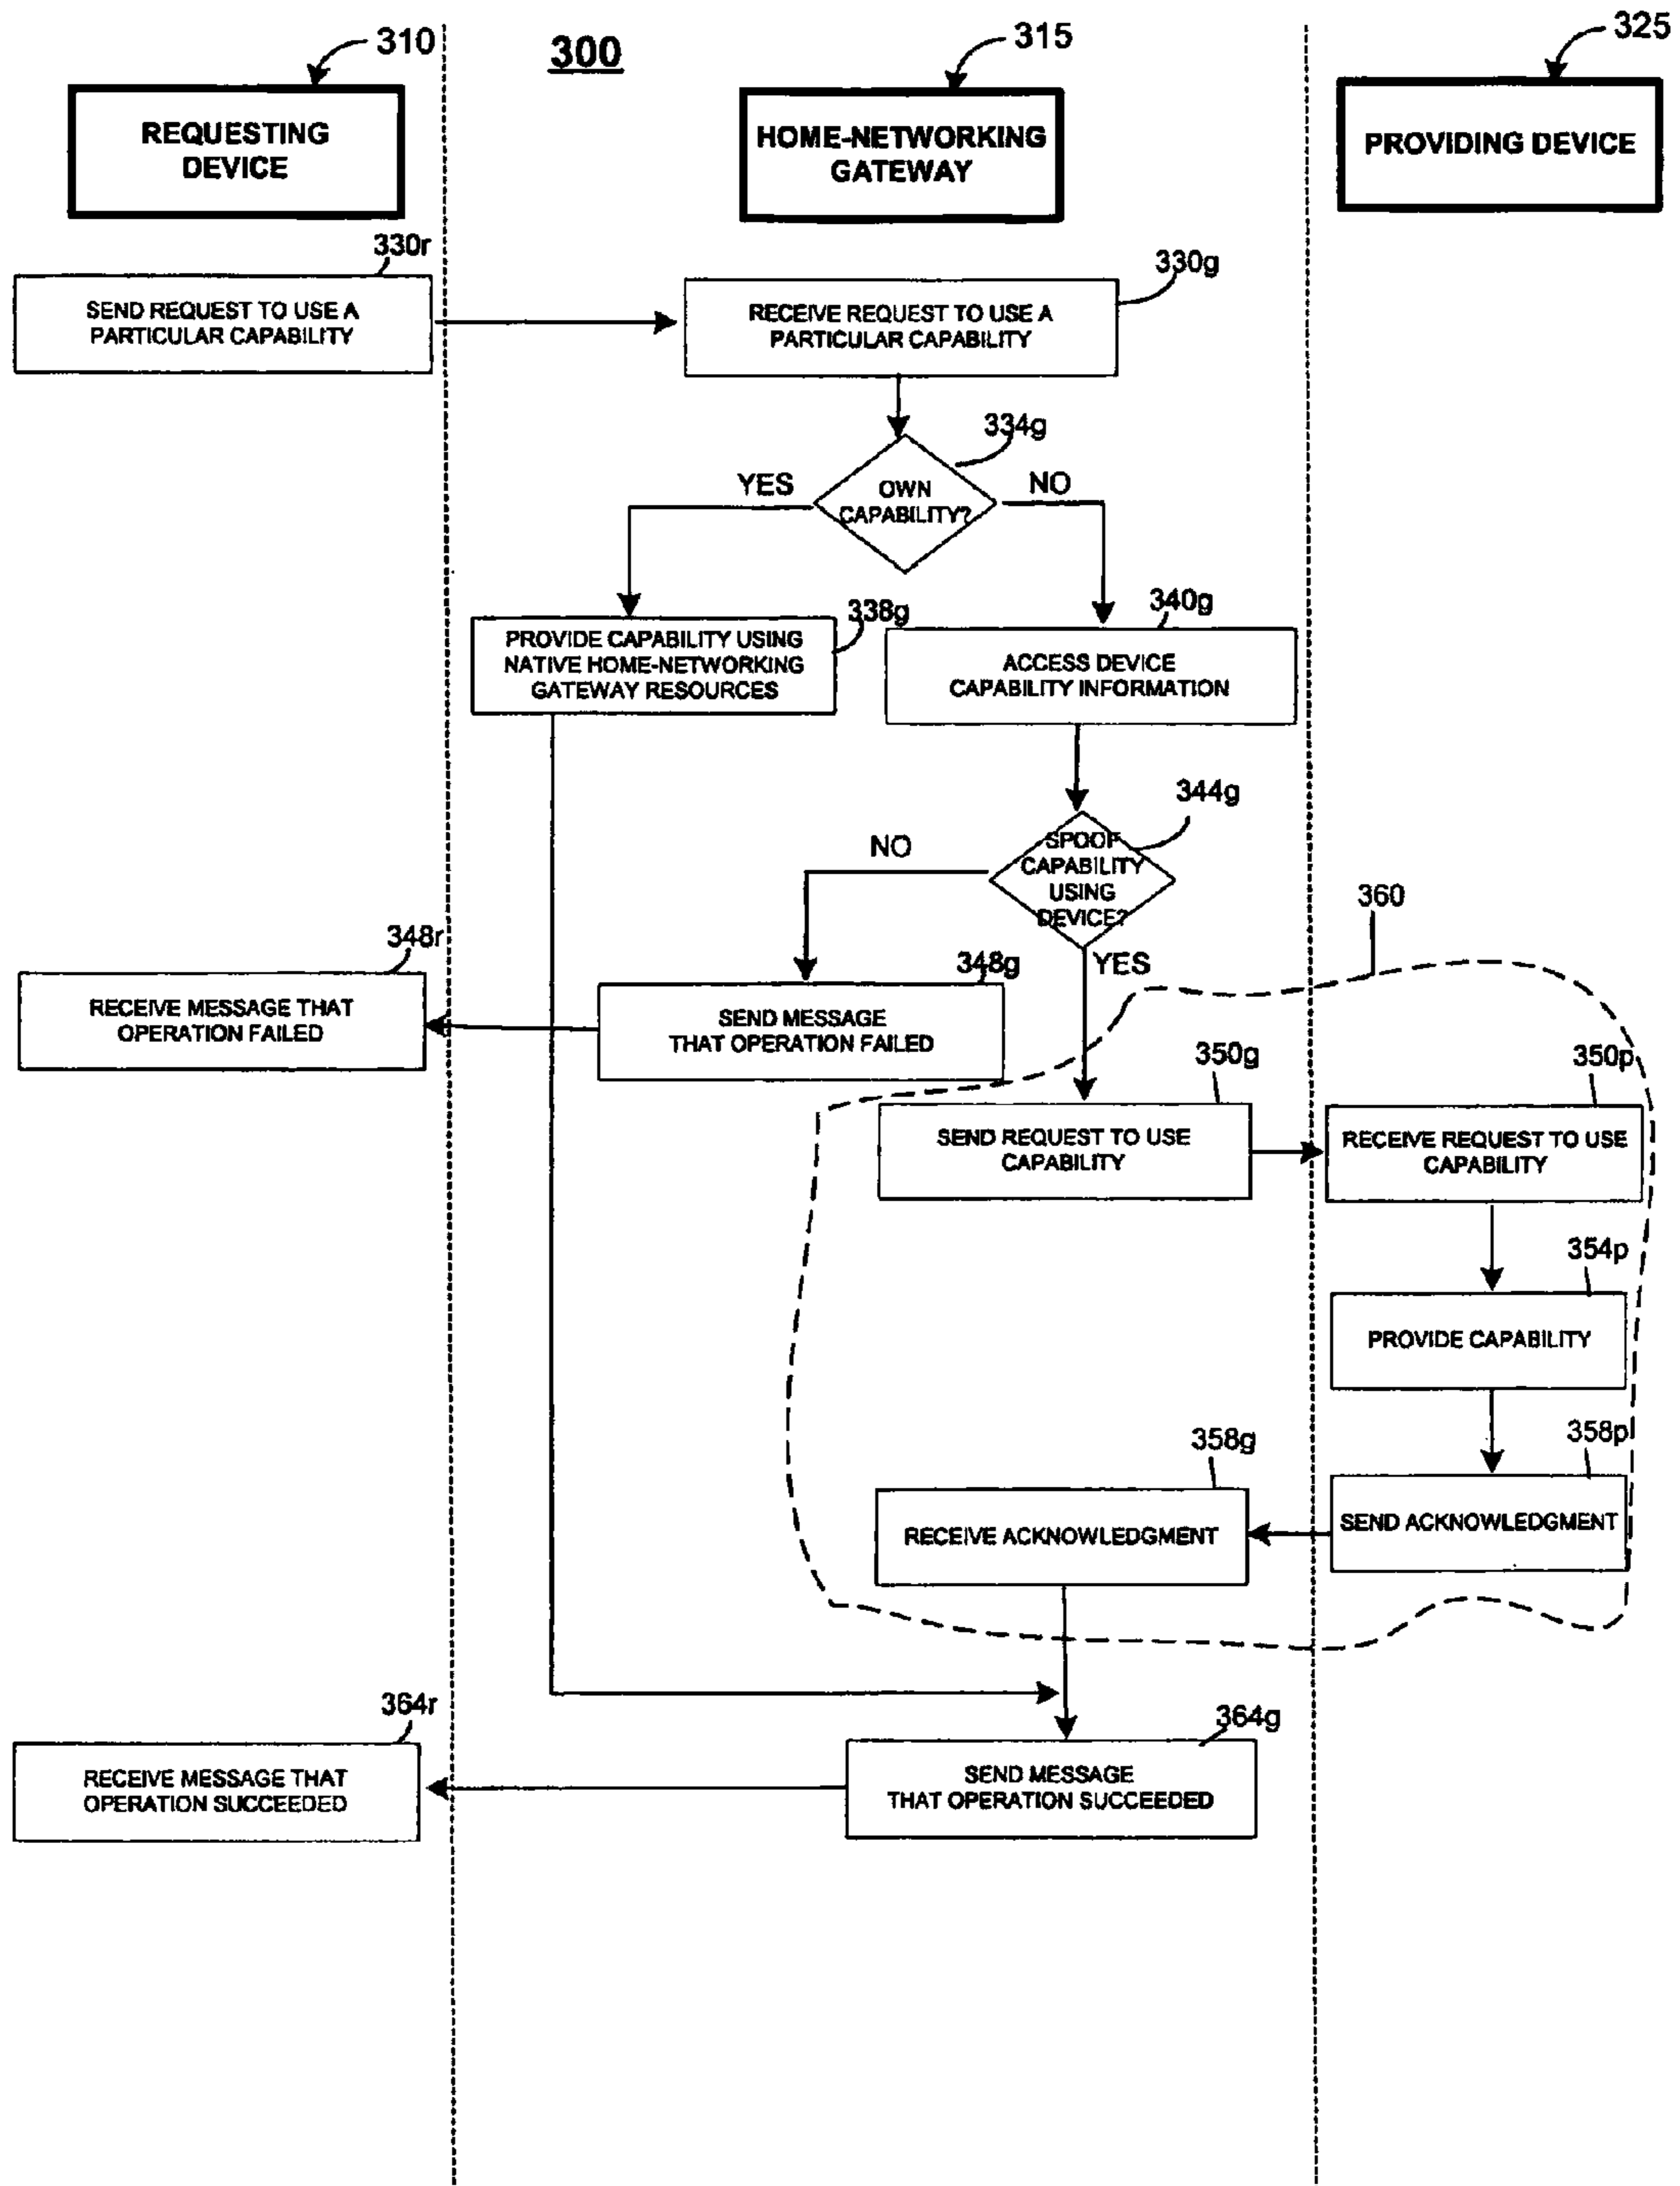 310
300
315
325
REQUESTING
DEVICE
HOME-NETWORKING
GATEWAY
PROVIDING DEVICE
330r
330g
SEND REQUEST TO USE A
PARTICULAR CAPABILITY
RECEIVE REQUEST TO USE A
PARTICULAR CAPABILITY
334g
YES
OWN
CAPABILITY?
NO
338g
340g
PROVIDE CAPABILITY USING
NATIVE HOME-NETWORKING
GATEWAY RESOURCES
ACCESS DEVICE
CAPABILITY INFORMATION
344g
NO
SPOOF
CAPABILITY
USING
DEVICE?
360
348r
348g
YES
RECEIVE MESSAGE THAT
OPERATION FAILED
SEND MESSAGE
THAT OPERATION FAILED
350g
350p
SEND REQUEST TO USE
CAPABILITY
RECEIVE REQUEST TO USE
CAPABILITY
354p
PROVIDE CAPABILITY
358g
358p
RECEIVE ACKNOWLEDGMENT
SEND ACKNOWLEDGMENT
364r
364g
RECEIVE MESSAGE THAT
OPERATION SUCCEEDED
SEND MESSAGE
THAT OPERATION SUCCEEDED